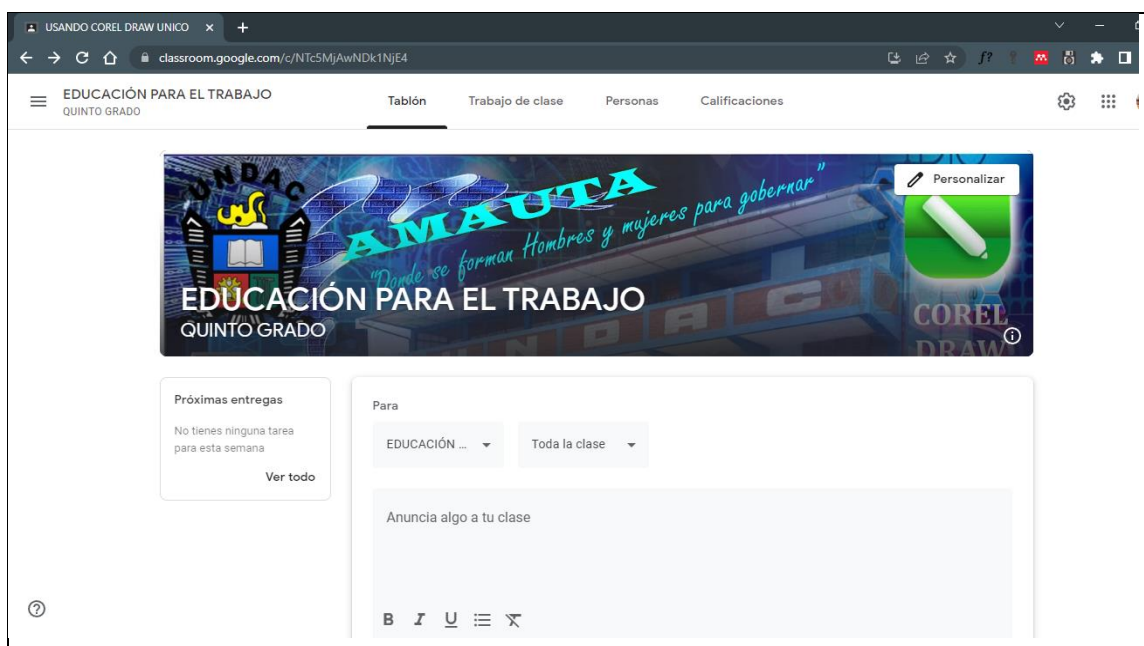 USANDO COREL DRAW UNICO
classroom.google.com/c/NTc5MjAwNDk1NjE4
EDUCACIÓN PARA EL TRABAJO
QUINTO GRADO
Tablón
Trabajo de clase
Personas
Calificaciones
UNDAC
AMAUTA
"Donde se forman Hombres y mujeres para gobernar"
Personalizar
EDUCACIÓN PARA EL TRABAJO
QUINTO GRADO
UNDAC
COREL
DRAW
Próximas entregas
No tienes ninguna tarea
para esta semana
Ver todo
Para
EDUCACIÓN ...
Toda la clase
Anuncia algo a tu clase
B I U